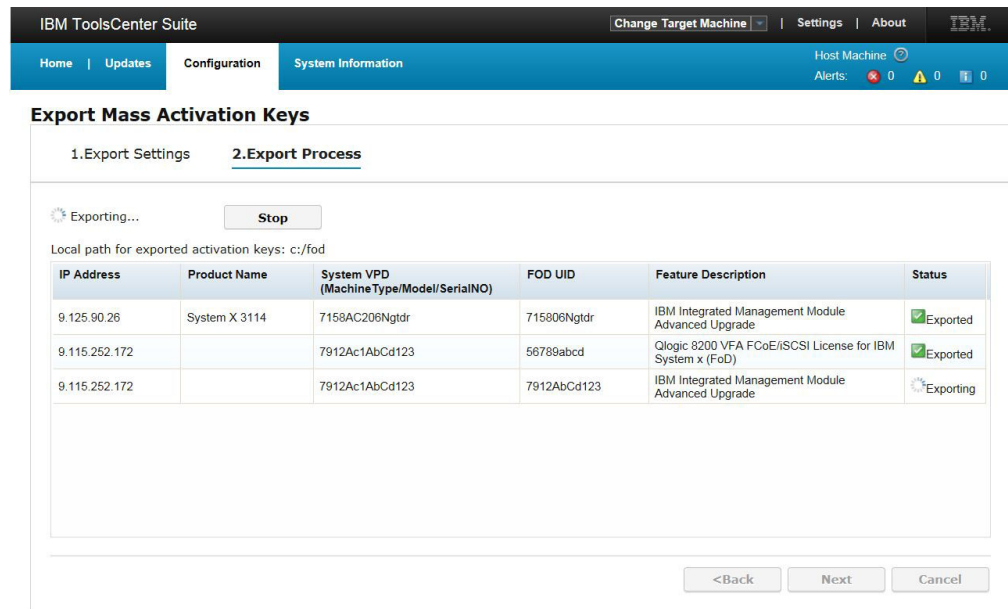 IBM ToolsCenter Suite
Change Target Machine | Settings | About IBM.
Home | Updates Configuration System Information
Host Machine ?
Alerts: 0 0 0
Export Mass Activation Keys
1.Export Settings 2.Export Process
Exporting... Stop
Local path for exported activation keys: c:/fod
IP Address Product Name System VPD (MachineType/Model/SerialNO) FOD UID Feature Description Status
9.125.90.26 System X 3114 7158AC206Ngtdr 715806Ngtdr IBM Integrated Management Module Advanced Upgrade Exported
9.115.252.172 7912Ac1AbCd123 56789abcd Qlogic 8200 VFA FCoE/iSCSI License for IBM System x (FoD) Exported
9.115.252.172 7912Ac1AbCd123 7912AbCd123 IBM Integrated Management Module Advanced Upgrade Exporting
<Back Next Cancel